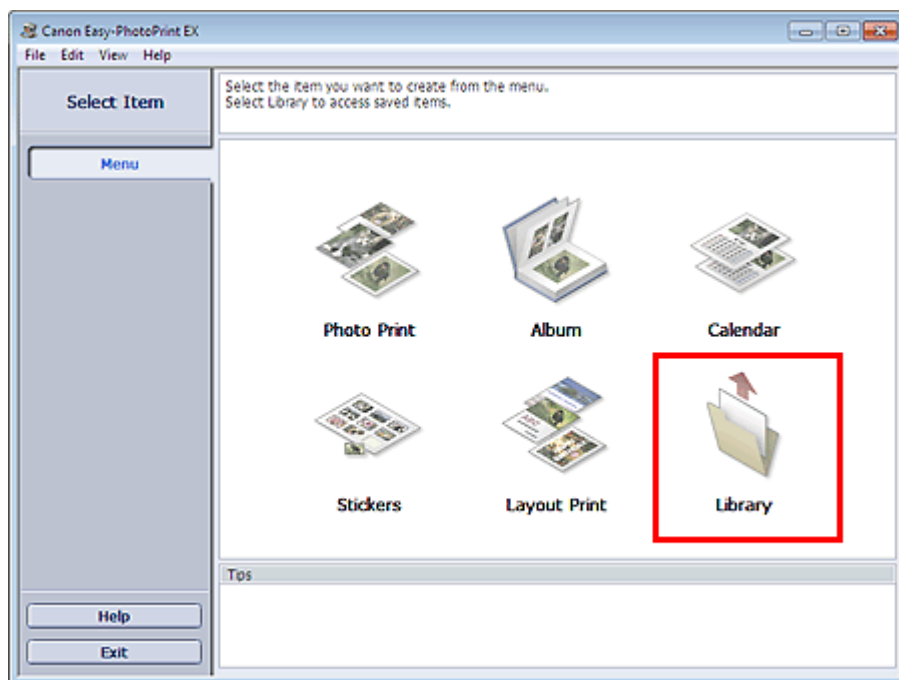 Canon Easy-PhotoPrint EX
File Edit View Help
Select Item
Select the item you want to create from the menu.
Select Library to access saved items.
Menu
Photo Print
Album
Calendar
Stickers
Layout Print
Library
Tips
Help
Exit